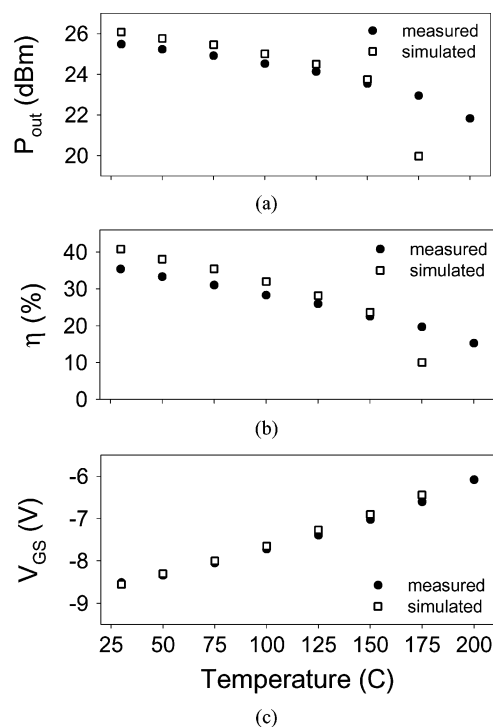 P_out (dBm)
26
24
22
20
measured
simulated
(a)
η (%)
40
30
20
10
0
measured
simulated
(b)
V_GS (V)
-6
-7
-8
-9
measured
simulated
25 50 75 100 125 150 175 200
Temperature (C)
(c)